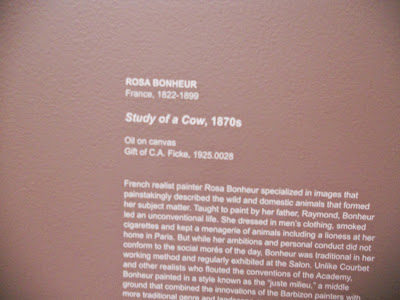 ROSA BONHEUR
France, 1822-1899
Study of a Cow, 1870s
Oil on canvas
Gift of C.A. Ficke, 1925.0028
French realist painter Rosa Bonheur specialized in images that
painstakingly described the wild and domestic animals that formed
her subject matter. Taught to paint by her father, Raymond, Bonheur
led an unconventional life. She dressed in men's clothing, smoked
cigarettes and kept a menagerie of animals including a lioness at her
home in Paris. But while her ambitions and personal conduct did not
conform to the social morés of the day, Bonheur was traditional in her
working method and regularly exhibited at the Salon. Unlike Courbet
and other realists who flouted the conventions of the Academy,
Bonheur painted in a style known as the "juste milieu," a middle
ground that combined the innovations of the Barbizon painters with
more traditional genre and